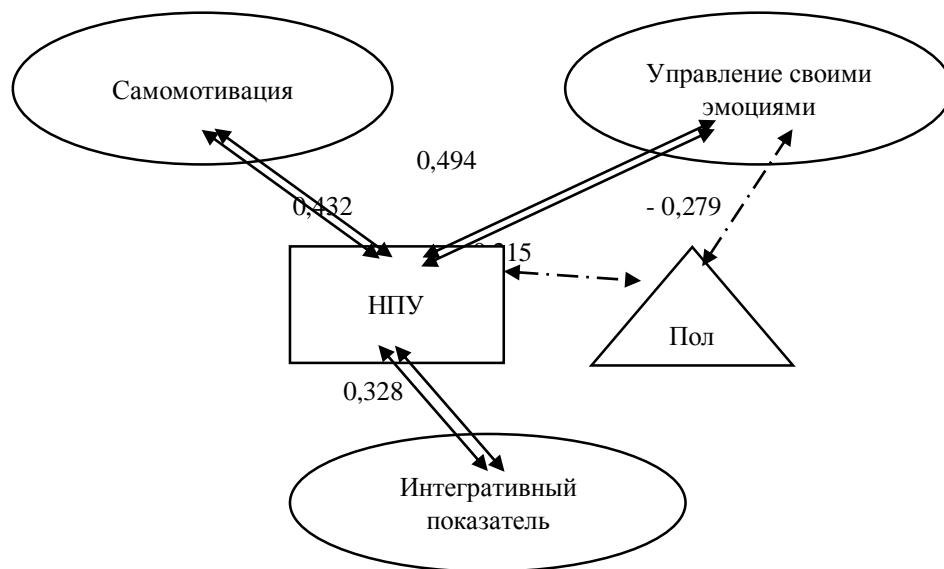 Самомотивация
Управление своими
эмоциями
0,494
0,432
- 0,279
НПУ
Пол
0,328
Интегративный
показатель